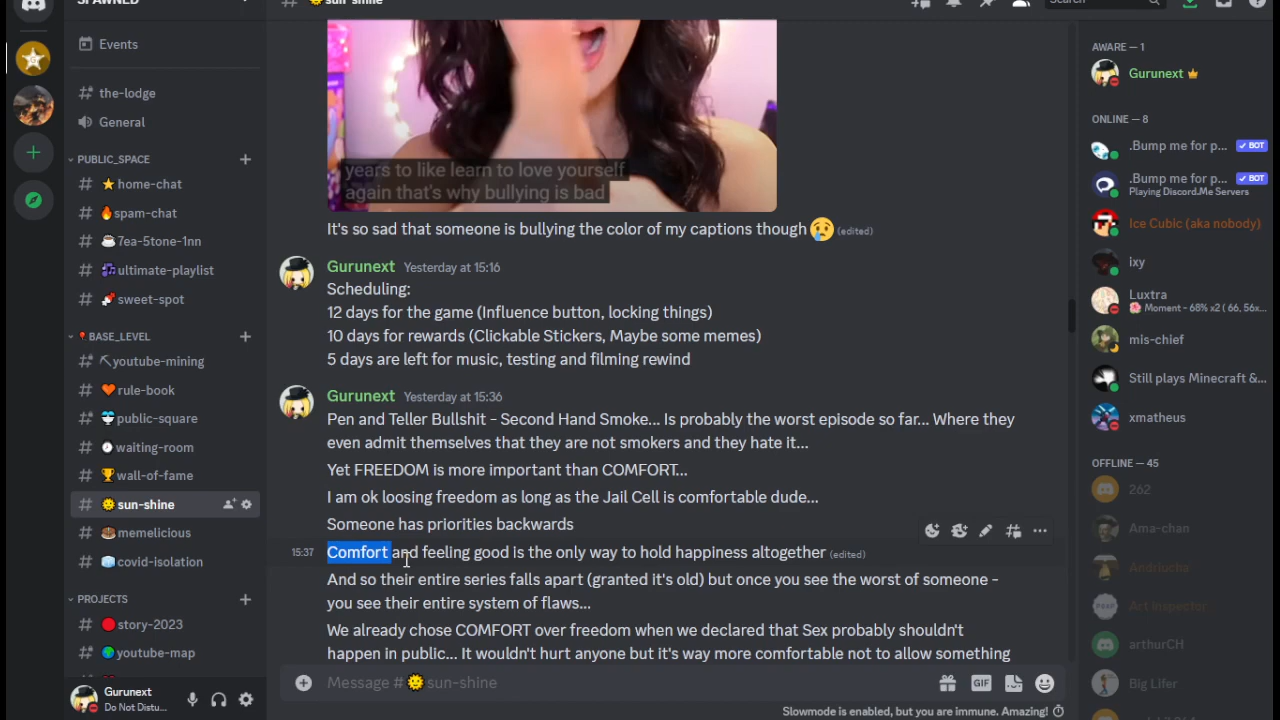 SPAWNED
sun-shine
Search
Events
the-lodge
General
PUBLIC_SPACE
home-chat
spam-chat
7ea-5tone-1nn
ultimate-playlist
sweet-spot
BASE_LEVEL
youtube-mining
rule-book
public-square
waiting-room
wall-of-fame
sun-shine
memelicious
covid-isolation
PROJECTS
story-2023
youtube-map
Gurunext
Do Not Distu...
years to like learn to love yourself
again that's why bullying is bad
It's so sad that someone is bullying the color of my captions though 😢 (edited)
Gurunext Yesterday at 15:16
Scheduling:
12 days for the game (Influence button, locking things)
10 days for rewards (Clickable Stickers, Maybe some memes)
5 days are left for music, testing and filming rewind
Gurunext Yesterday at 15:36
Pen and Teller Bullshit - Second Hand Smoke... Is probably the worst episode so far... Where they
even admit themselves that they are not smokers and they hate it...
Yet FREEDOM is more important than COMFORT...
I am ok loosing freedom as long as the Jail Cell is comfortable dude...
Someone has priorities backwards
15:37 Comfort and feeling good is the only way to hold happiness altogether (edited)
And so their entire series falls apart (granted it's old) but once you see the worst of someone -
you see their entire system of flaws...
We already chose COMFORT over freedom when we declared that Sex probably shouldn't
happen in public... It wouldn't hurt anyone but it's way more comfortable not to allow something
Message # 🌞 sun-shine
GIF
Slowmode is enabled, but you are immune. Amazing!
AWARE — 1
Gurunext
ONLINE — 8
.Bump me for p... BOT
.Bump me for p... BOT
Playing Discord.Me Servers
Ice Cubic (aka nobody)
ixy
Luxtra
Moment - 68% x2 ( 66, 56x...
mis-chief
Still plays Minecraft &...
xmatheus
OFFLINE — 45
262
Ama-chan
Andriucha
Art Inspector
arthurCH
Big Lifer